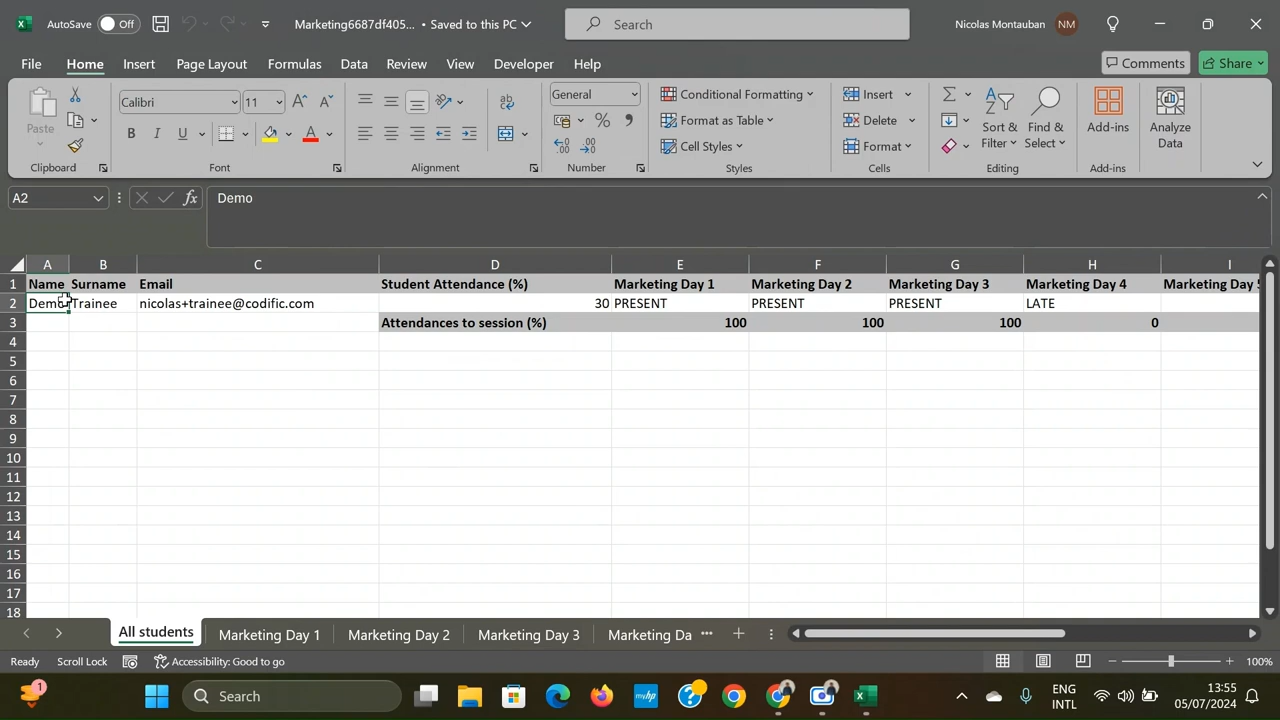 AutoSave Off Marketing6687df405... • Saved to this PC Search Nicolas Montauban NM
File Home Insert Page Layout Formulas Data Review View Developer Help Comments Share
Calibri 11 General Conditional Formatting Insert
Paste B I U Format as Table Delete Sort & Filter Find & Select Add-ins Analyze Data
Cell Styles Format
Clipboard Font Alignment Number Styles Cells Editing Add-ins
A2 fx Demo
A B C D E F G H I
1 Name Surname Email Student Attendance (%) Marketing Day 1 Marketing Day 2 Marketing Day 3 Marketing Day 4 Marketing Day
2 Demo Trainee nicolas+trainee@codific.com 30 PRESENT PRESENT PRESENT LATE
3 Attendances to session (%) 100 100 100 0
4
5
6
7
8
9
10
11
12
13
14
15
16
17
18
All students Marketing Day 1 Marketing Day 2 Marketing Day 3 Marketing Da ...
Ready Scroll Lock Accessibility: Good to go 100%
1 Search ENG INTL 13:55 05/07/2024